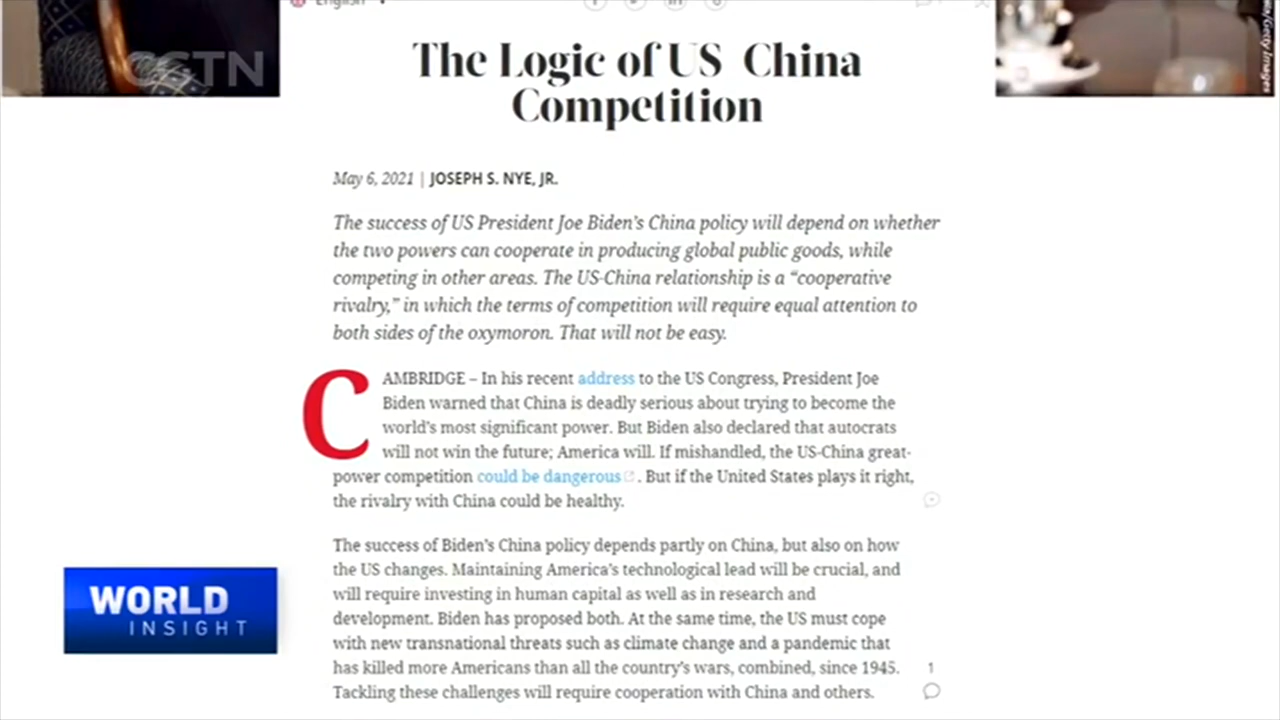 English
CGTN
/Getty Images
The Logic of US China
Competition
May 6, 2021 | JOSEPH S. NYE, JR.
The success of US President Joe Biden's China policy will depend on whether
the two powers can cooperate in producing global public goods, while
competing in other areas. The US-China relationship is a “cooperative
rivalry,” in which the terms of competition will require equal attention to
both sides of the oxymoron. That will not be easy.
CAMBRIDGE – In his recent address to the US Congress, President Joe
Biden warned that China is deadly serious about trying to become the
world's most significant power. But Biden also declared that autocrats
will not win the future; America will. If mishandled, the US-China great-
power competition could be dangerous. But if the United States plays it right,
the rivalry with China could be healthy.
The success of Biden's China policy depends partly on China, but also on how
the US changes. Maintaining America's technological lead will be crucial, and
will require investing in human capital as well as in research and
development. Biden has proposed both. At the same time, the US must cope
with new transnational threats such as climate change and a pandemic that
has killed more Americans than all the country's wars, combined, since 1945.
Tackling these challenges will require cooperation with China and others.
1
WORLD
INSIGHT